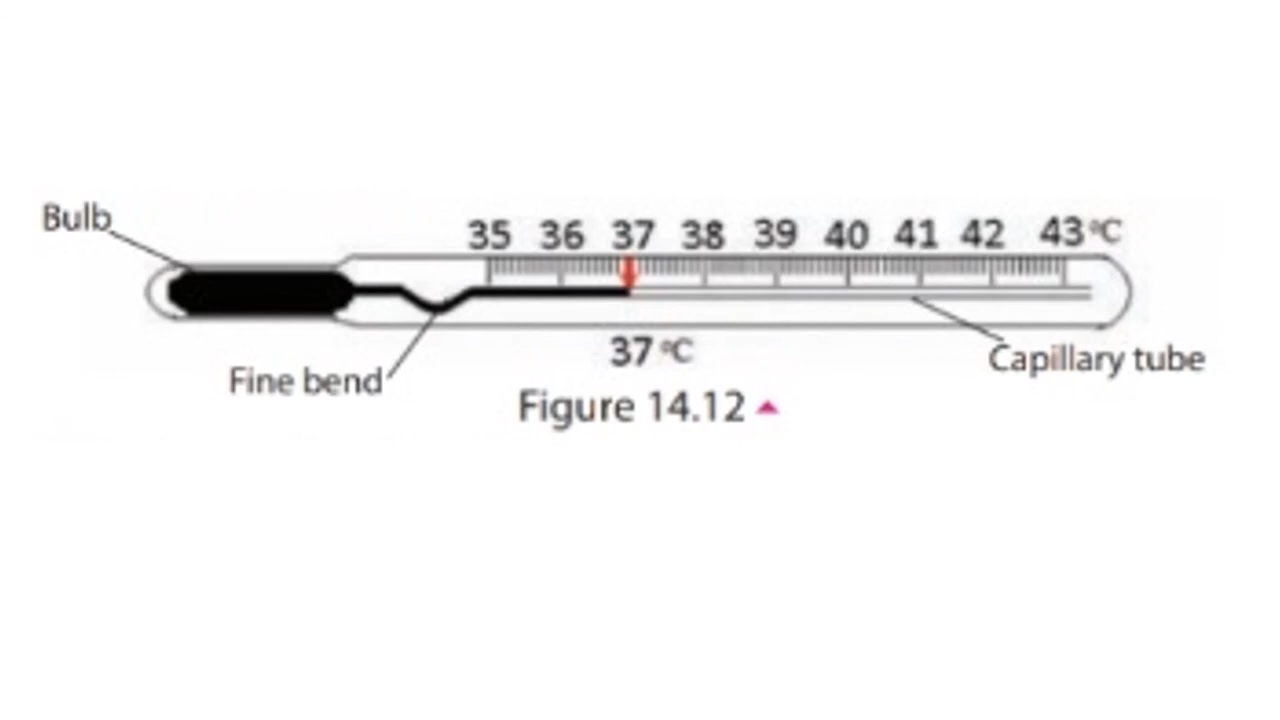 Bulb
35 36 37 38 39 40 41 42 43 °C
37 °C
Capillary tube
Fine bend
Figure 14.12